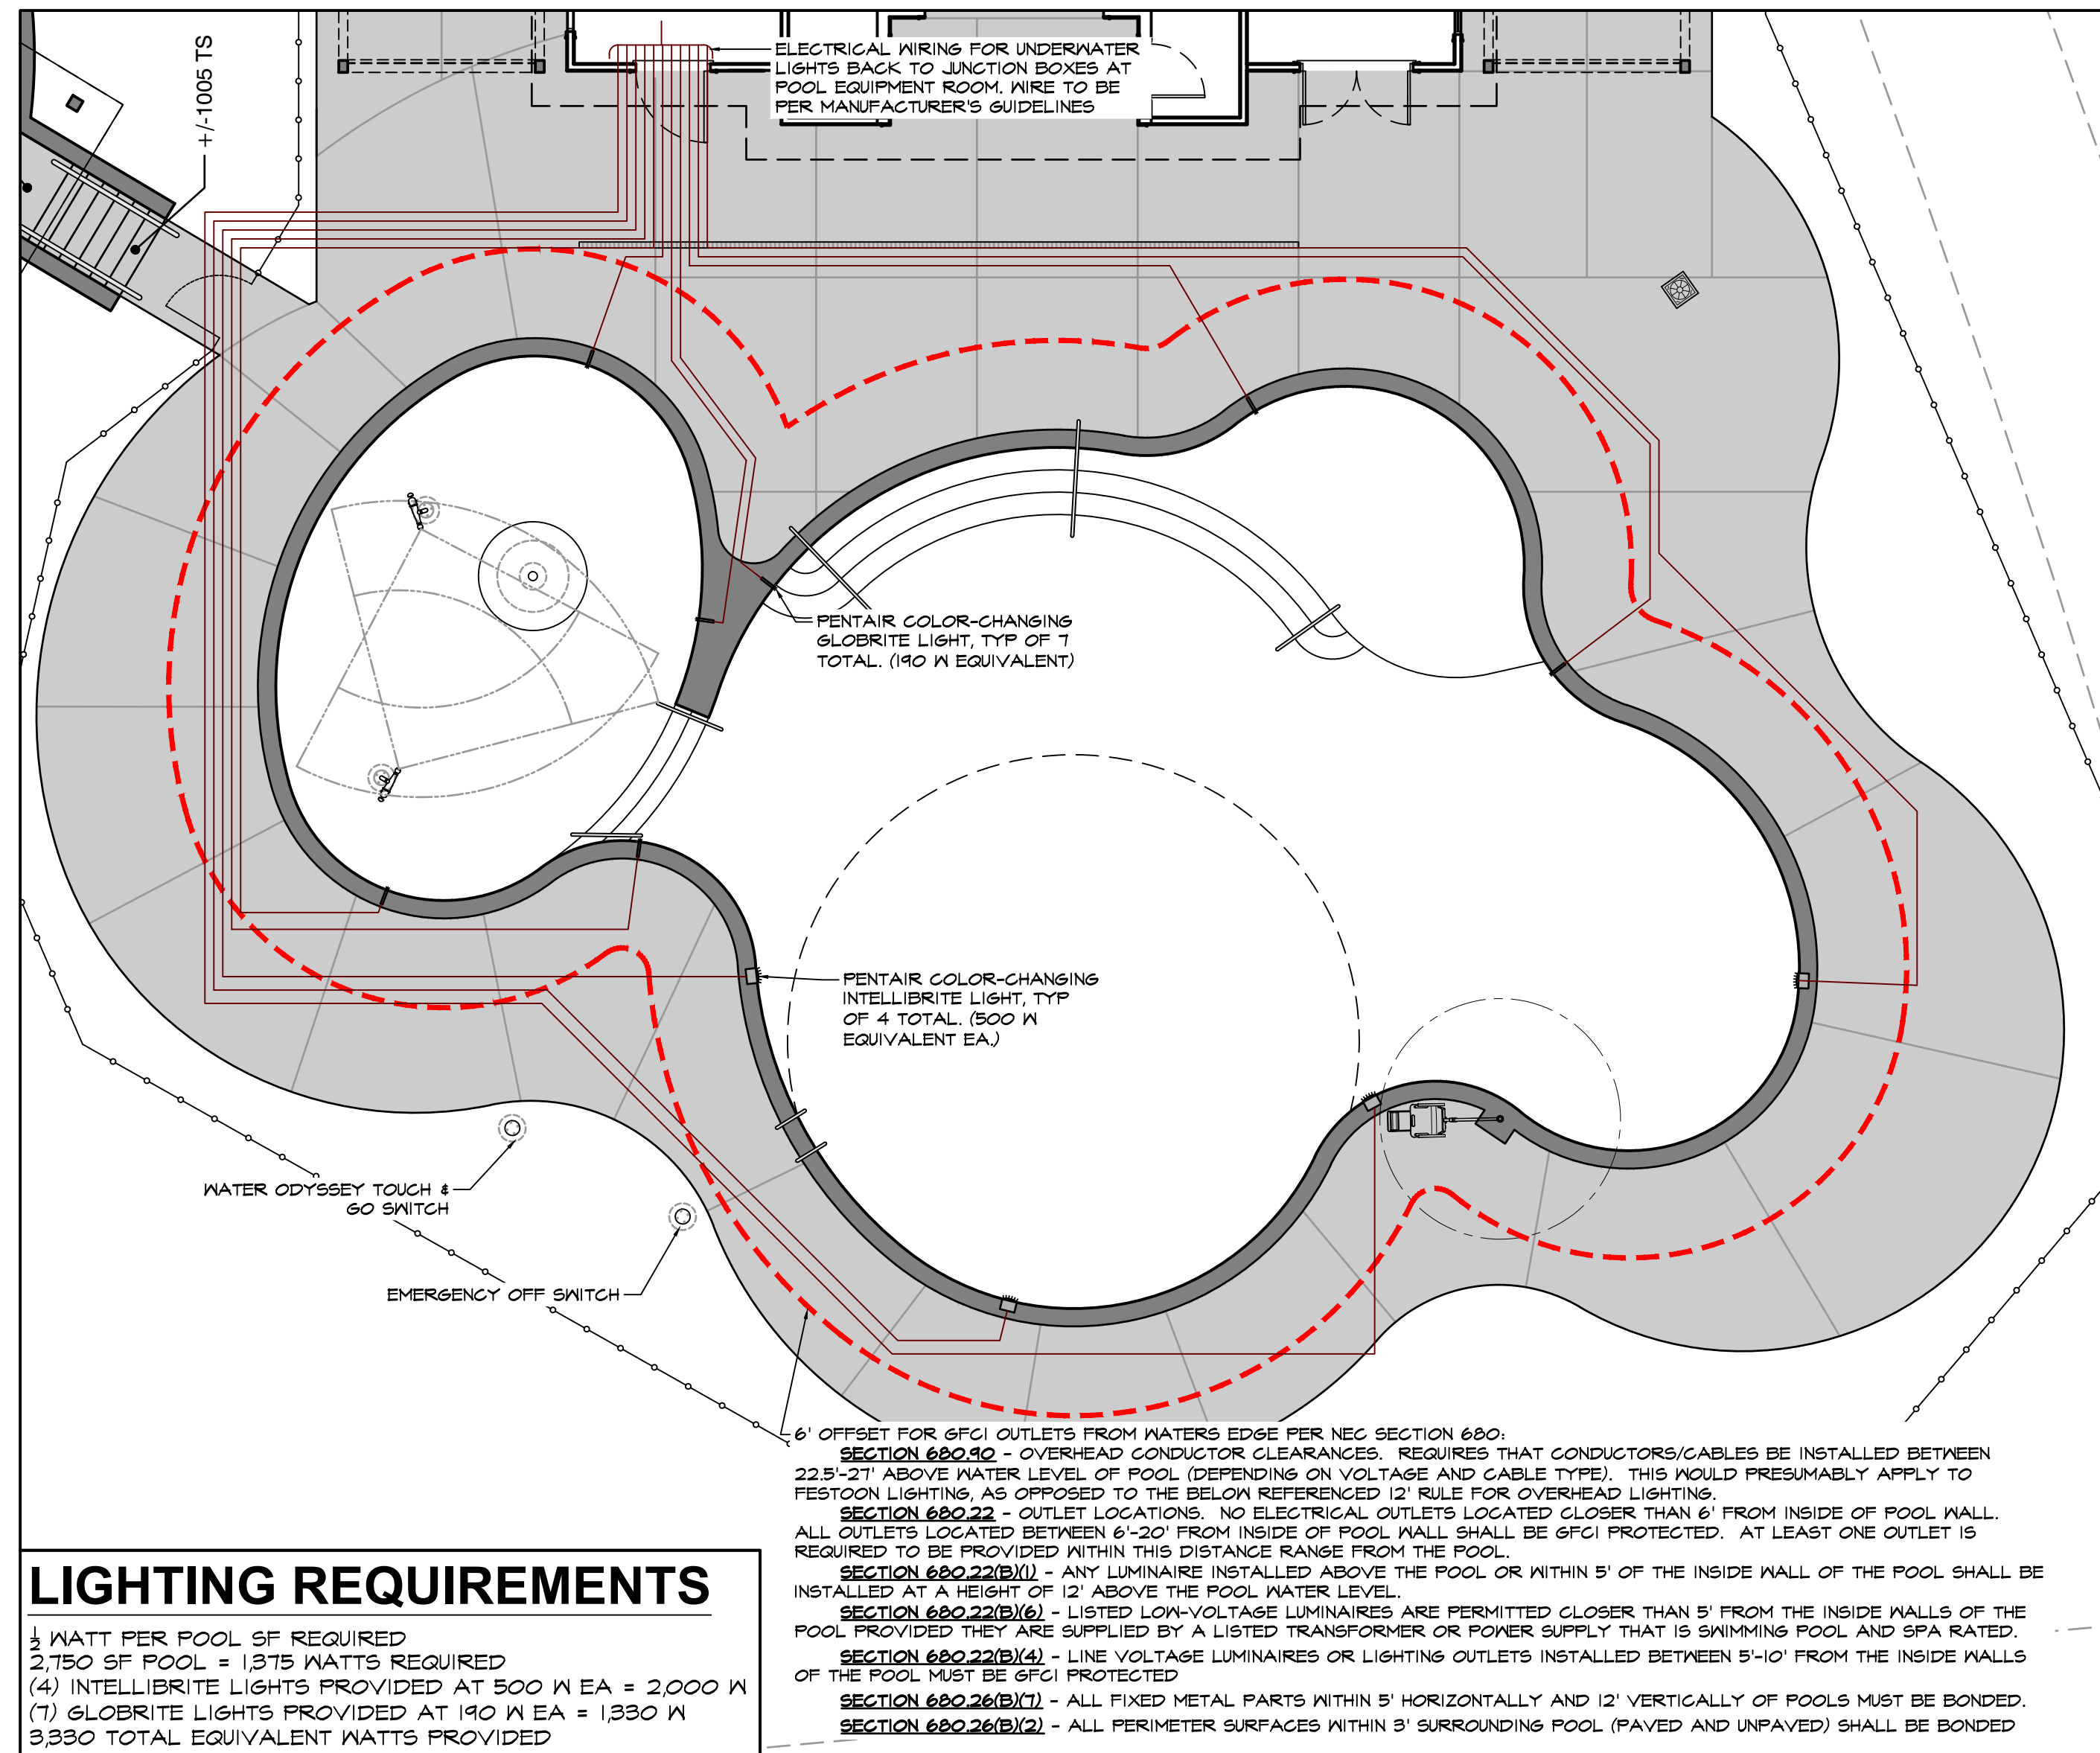 +/-1005 TS
ELECTRICAL WIRING FOR UNDERWATER
LIGHTS BACK TO JUNCTION BOXES AT
POOL EQUIPMENT ROOM. WIRE TO BE
PER MANUFACTURER'S GUIDELINES
PENTAIR COLOR-CHANGING
GLOBRITE LIGHT, TYP OF 7
TOTAL. (190 W EQUIVALENT)
PENTAIR COLOR-CHANGING
INTELLIBRITE LIGHT, TYP
OF 4 TOTAL. (500 W
EQUIVALENT EA.)
WATER ODYSSEY TOUCH &
GO SWITCH
EMERGENCY OFF SWITCH
6' OFFSET FOR GFCI OUTLETS FROM WATERS EDGE PER NEC SECTION 680:
SECTION 680.90 - OVERHEAD CONDUCTOR CLEARANCES. REQUIRES THAT CONDUCTORS/CABLES BE INSTALLED BETWEEN
22.5'-27' ABOVE WATER LEVEL OF POOL (DEPENDING ON VOLTAGE AND CABLE TYPE). THIS WOULD PRESUMABLY APPLY TO
FESTOON LIGHTING, AS OPPOSED TO THE BELOW REFERENCED 12' RULE FOR OVERHEAD LIGHTING.
SECTION 680.22 - OUTLET LOCATIONS. NO ELECTRICAL OUTLETS LOCATED CLOSER THAN 6' FROM INSIDE OF POOL WALL.
ALL OUTLETS LOCATED BETWEEN 6'-20' FROM INSIDE OF POOL WALL SHALL BE GFCI PROTECTED. AT LEAST ONE OUTLET IS
REQUIRED TO BE PROVIDED WITHIN THIS DISTANCE RANGE FROM THE POOL.
SECTION 680.22(B)(1) - ANY LUMINAIRE INSTALLED ABOVE THE POOL OR WITHIN 5' OF THE INSIDE WALL OF THE POOL SHALL BE
INSTALLED AT A HEIGHT OF 12' ABOVE THE POOL WATER LEVEL.
SECTION 680.22(B)(6) - LISTED LOW-VOLTAGE LUMINAIRES ARE PERMITTED CLOSER THAN 5' FROM THE INSIDE WALLS OF THE
POOL PROVIDED THEY ARE SUPPLIED BY A LISTED TRANSFORMER OR POWER SUPPLY THAT IS SWIMMING POOL AND SPA RATED.
SECTION 680.22(B)(4) - LINE VOLTAGE LUMINAIRES OR LIGHTING OUTLETS INSTALLED BETWEEN 5'-10' FROM THE INSIDE WALLS
OF THE POOL MUST BE GFCI PROTECTED
SECTION 680.26(B)(7) - ALL FIXED METAL PARTS WITHIN 5' HORIZONTALLY AND 12' VERTICALLY OF POOLS MUST BE BONDED.
SECTION 680.26(B)(2) - ALL PERIMETER SURFACES WITHIN 3' SURROUNDING POOL (PAVED AND UNPAVED) SHALL BE BONDED
LIGHTING REQUIREMENTS
½ WATT PER POOL SF REQUIRED
2,750 SF POOL = 1,375 WATTS REQUIRED
(4) INTELLIBRITE LIGHTS PROVIDED AT 500 W EA = 2,000 W
(7) GLOBRITE LIGHTS PROVIDED AT 190 W EA = 1,330 W
3,330 TOTAL EQUIVALENT WATTS PROVIDED